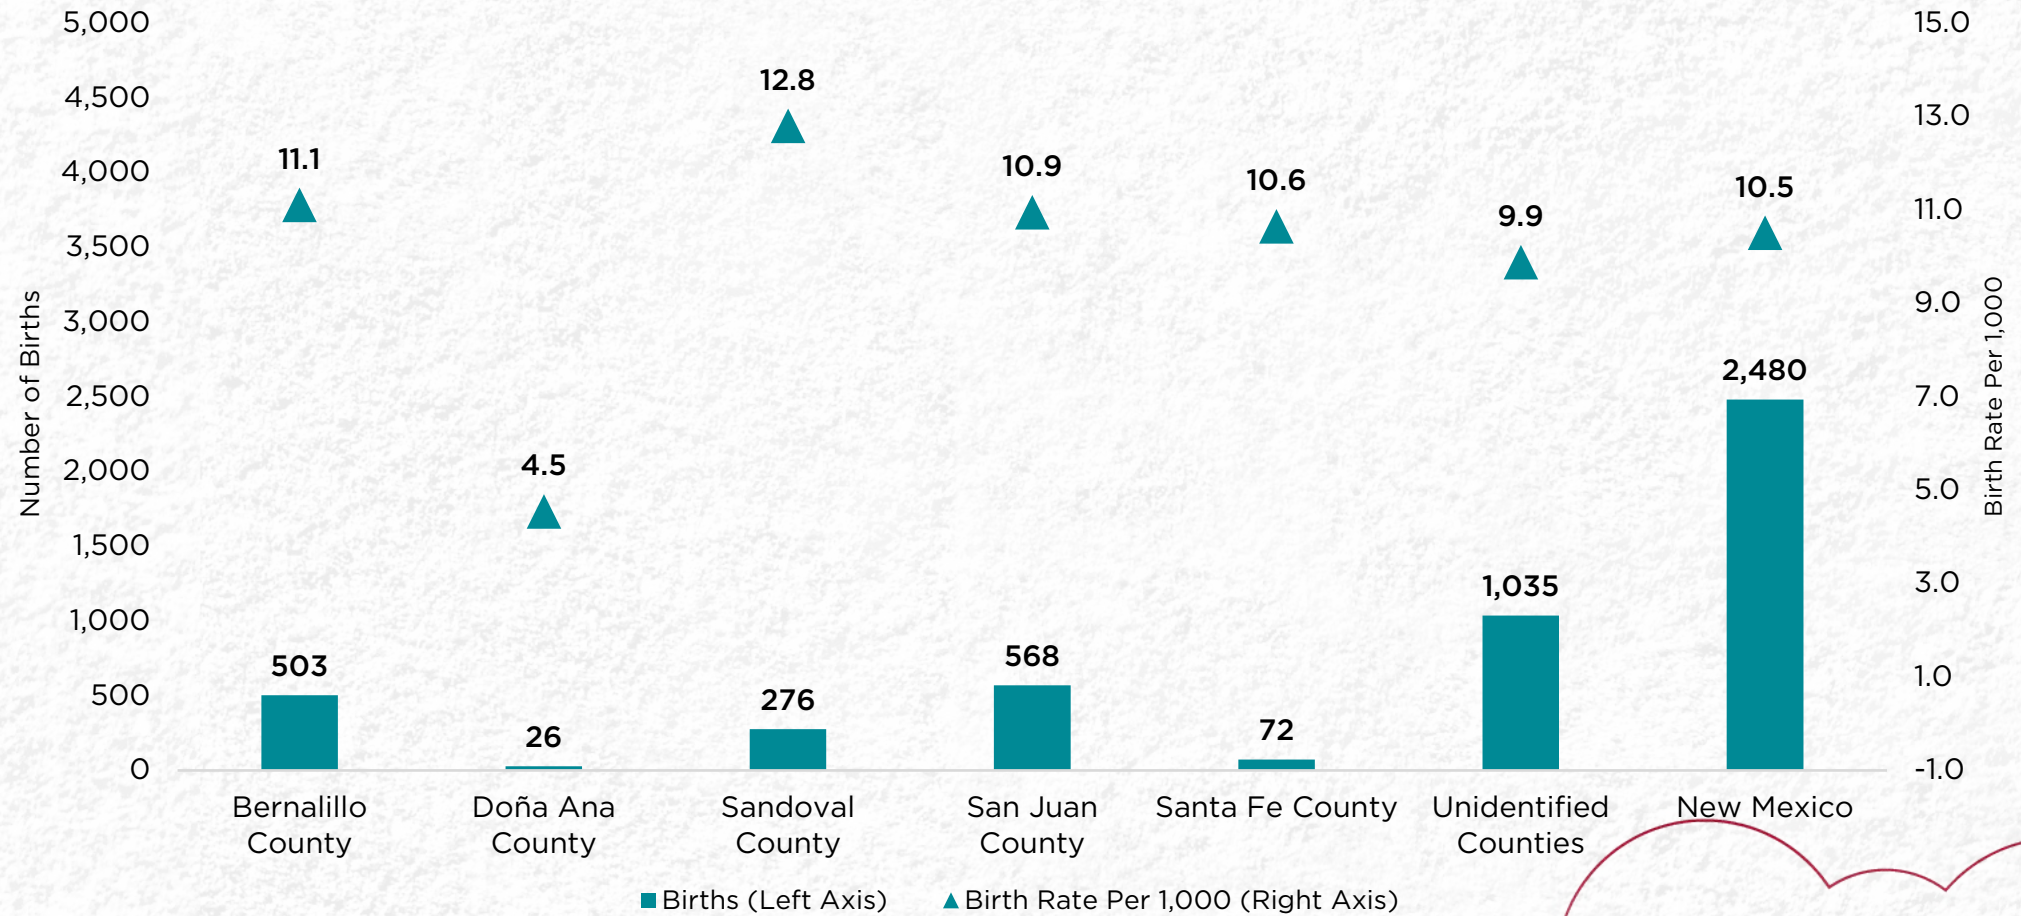 Number of Births
5,000
4,500
4,000
3,500
3,000
2,500
2,000
1,500
1,000
500
0
11.1
4.5
12.8
10.9
10.6
9.9
10.5
503
26
276
568
72
1,035
2,480
15.0
13.0
11.0
9.0
7.0
5.0
3.0
1.0
-1.0
Birth Rate Per 1,000
Bernalillo
County
Doña Ana
County
Sandoval
County
San Juan
County
Santa Fe County
Unidentified
Counties
New Mexico
Births (Left Axis)
Birth Rate Per 1,000 (Right Axis)